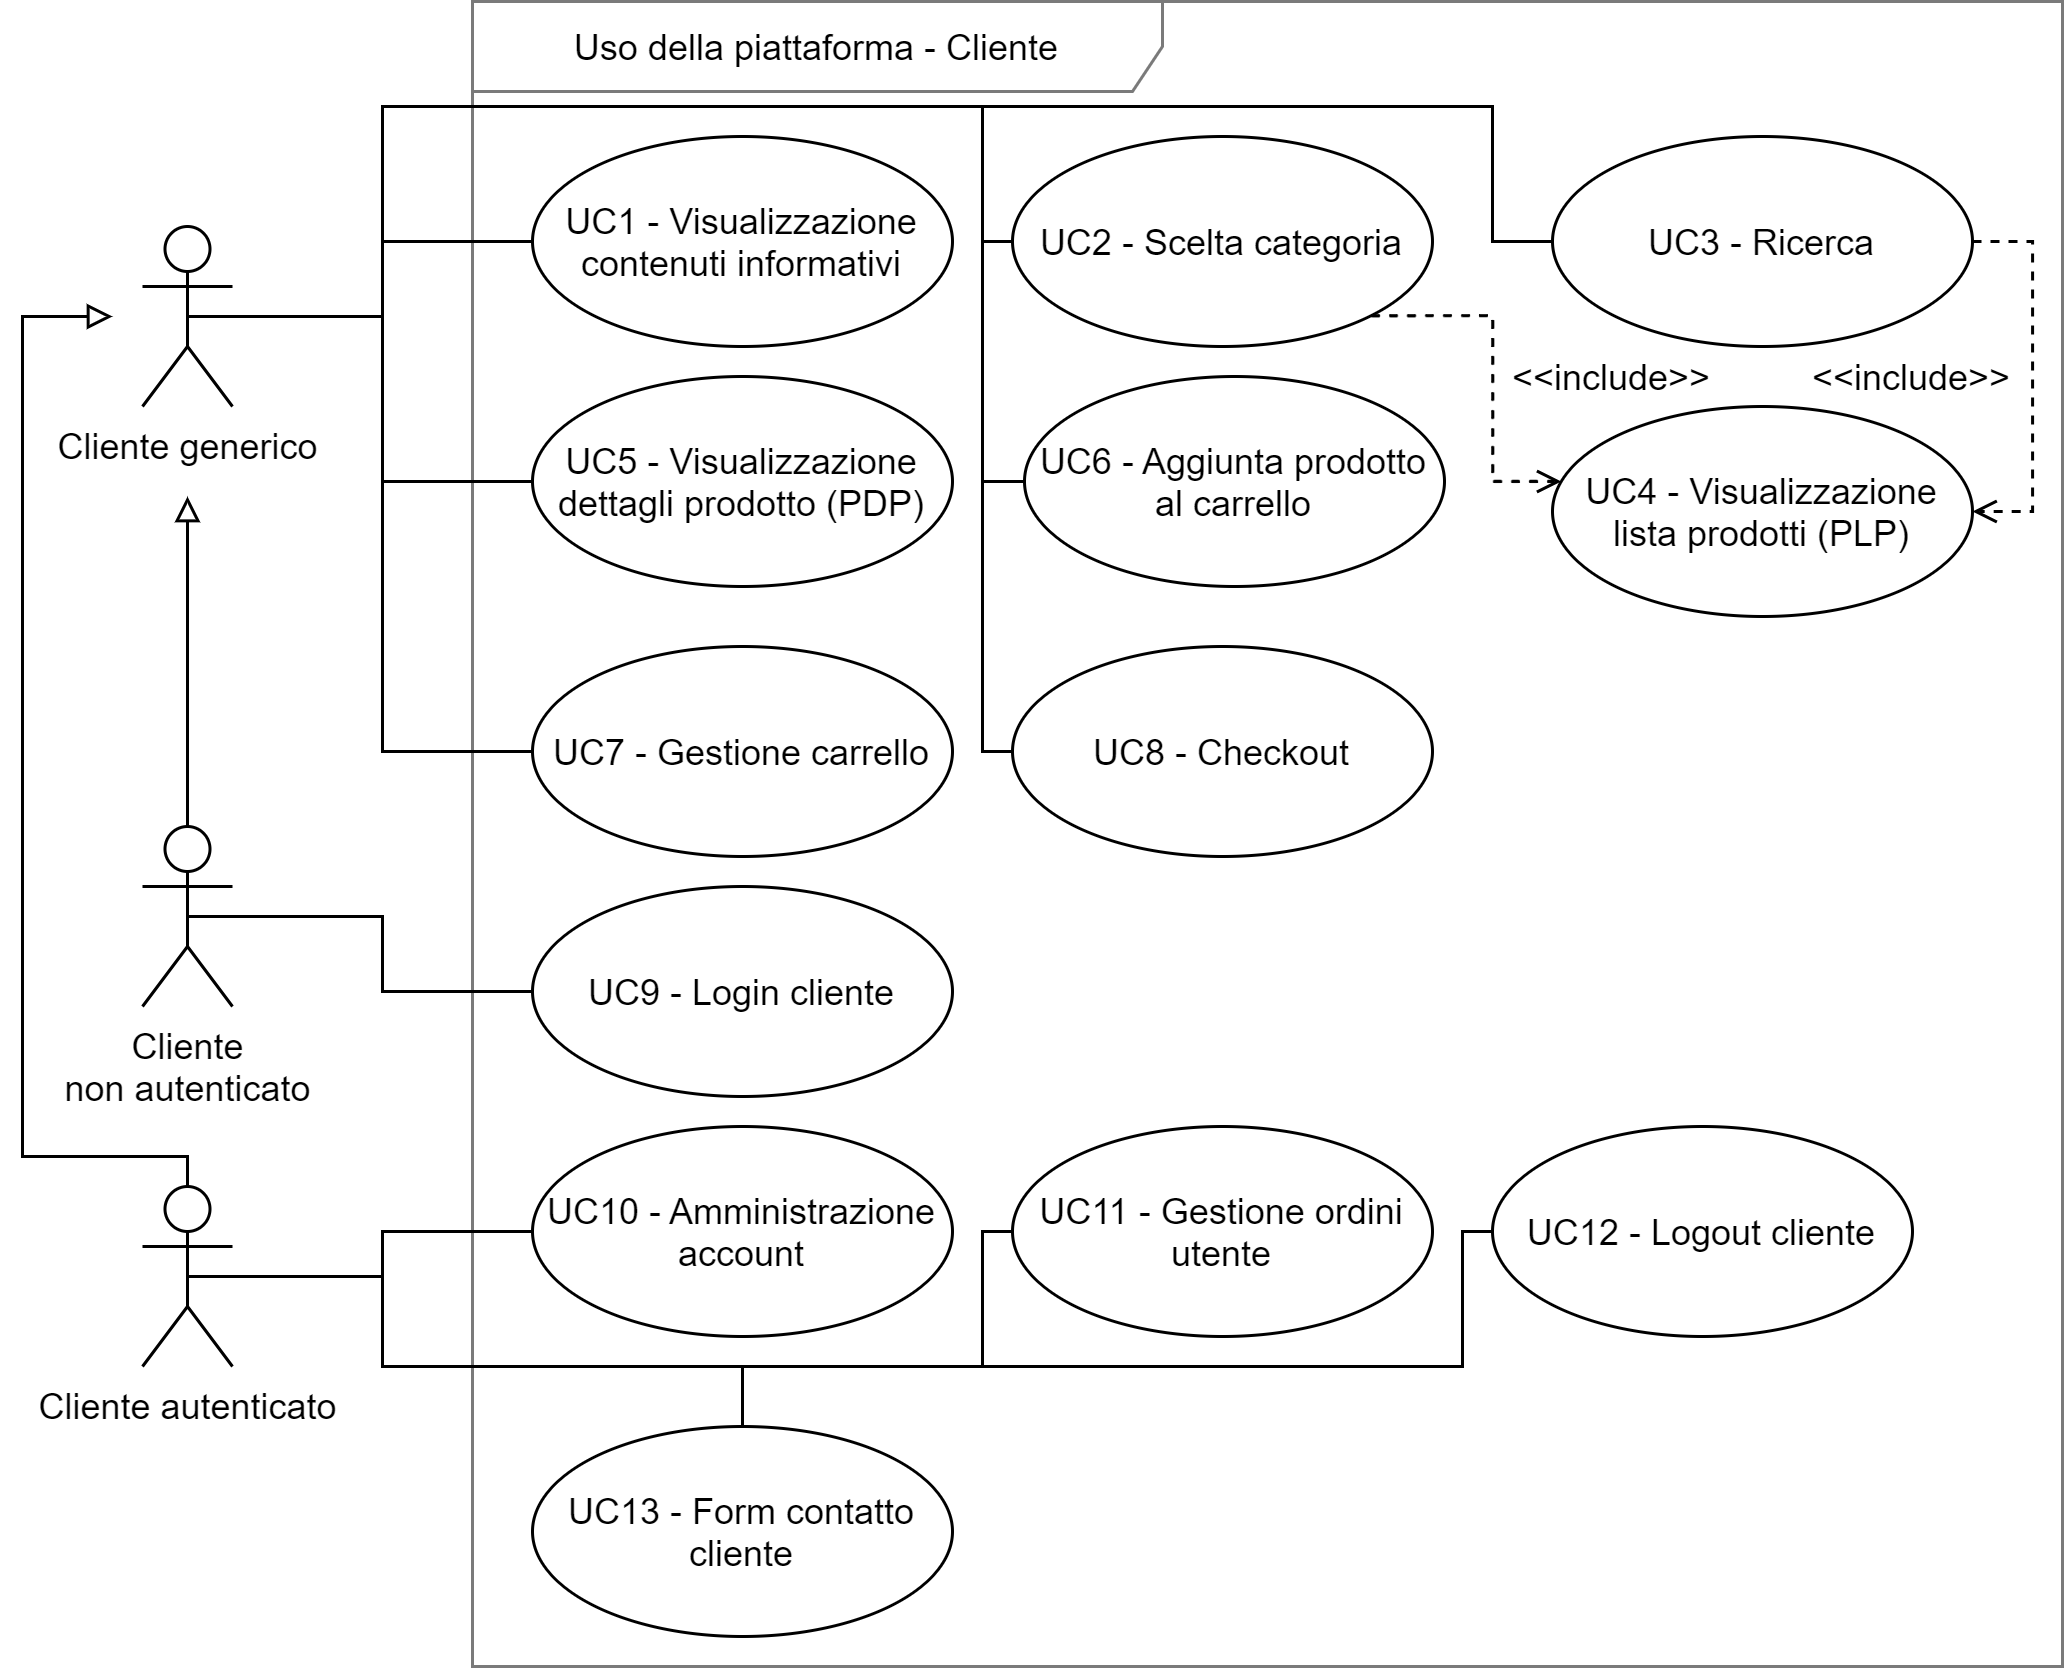 Uso della piattaforma - Cliente
UC1 - Visualizzazione
contenuti informativi
UC2 - Scelta categoria
UC3 - Ricerca
Cliente generico
<<include>>
<<include>>
UC5 - Visualizzazione
dettagli prodotto (PDP)
UC6 - Aggiunta prodotto
al carrello
UC4 - Visualizzazione
lista prodotti (PLP)
UC7 - Gestione carrello
UC8 - Checkout
UC9 - Login cliente
Cliente
non autenticato
UC10 - Amministrazione
account
UC11 - Gestione ordini
utente
UC12 - Logout cliente
Cliente autenticato
UC13 - Form contatto
cliente